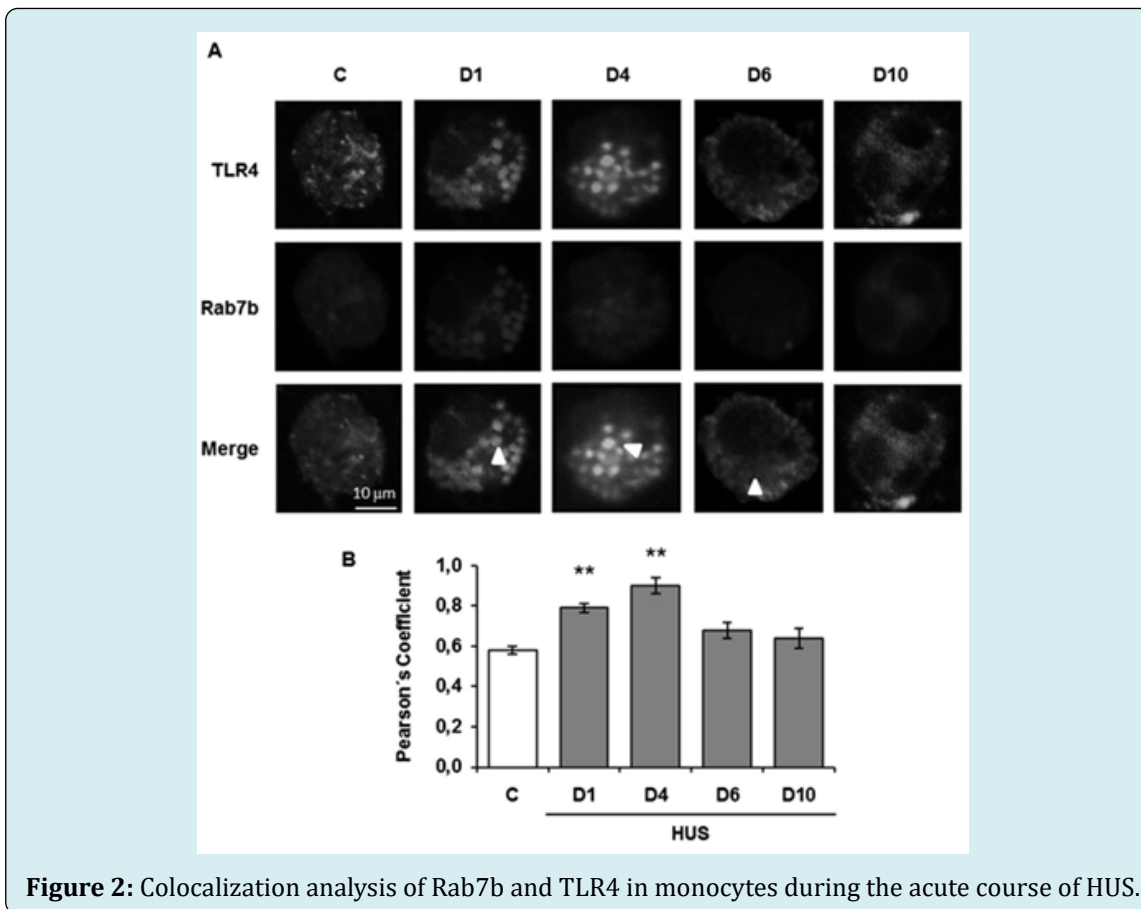 A
C D1 D4 D6 D10
TLR4
Rab7b
Merge
10 μm
B
** **
1,0
0,8
0,6
0,4
0,2
0,0
Pearson´s Coefficient
C D1 D4 D6 D10
HUS
Figure 2: Colocalization analysis of Rab7b and TLR4 in monocytes during the acute course of HUS.